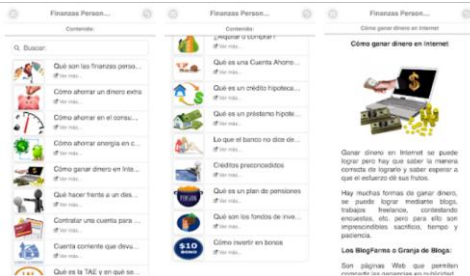 Finanzas Person...
Contenido:
Buscar
Qué son las finanzas perso...
Ver más...
Cómo ahorrar un dinero extra
Ver más...
Cómo ahorrar en el consu...
Ver más...
Cómo ahorrar energía en c...
Ver más...
Cómo ganar dinero en Inte...
Ver más...
Qué hacer frente a un des...
Ver más...
Contratar una cuenta para ...
Ver más...
Cuenta corriente que devu...
Ver más...
Qué es la TAE y en qué se...
Finanzas Person...
Contenido:
¿Alquilar o comprar?
Ver más...
Qué es una Cuenta Ahorro...
Ver más...
Qué es un crédito hipoteca...
Ver más...
Qué es un préstamo hipote...
Ver más...
Lo que el banco no dice de...
Ver más...
Créditos preconcedidos
Ver más...
Qué es un plan de pensiones
Ver más...
Qué son los fondos de inve...
Ver más...
$10
BONO
Cómo invertir en bonos
Ver más...
Finanzas Person...
Cómo ganar dinero en Internet
Cómo ganar dinero en Internet
Ganar dinero en Internet se puede
lograr pero hay que saber la manera
correcta de lograrlo y saber esperar a
que el esfuerzo dé sus frutos.
Hay muchas formas de ganar dinero,
se puede lograr mediante blogs,
trabajos freelance, contestando
encuestas, etc. pero para ello son
imprescindibles sacrificio, tiempo y
paciencia.
Los BlogFarms o Granja de Blogs:
Son páginas Web que permiten
compartir las ganancias en publicidad